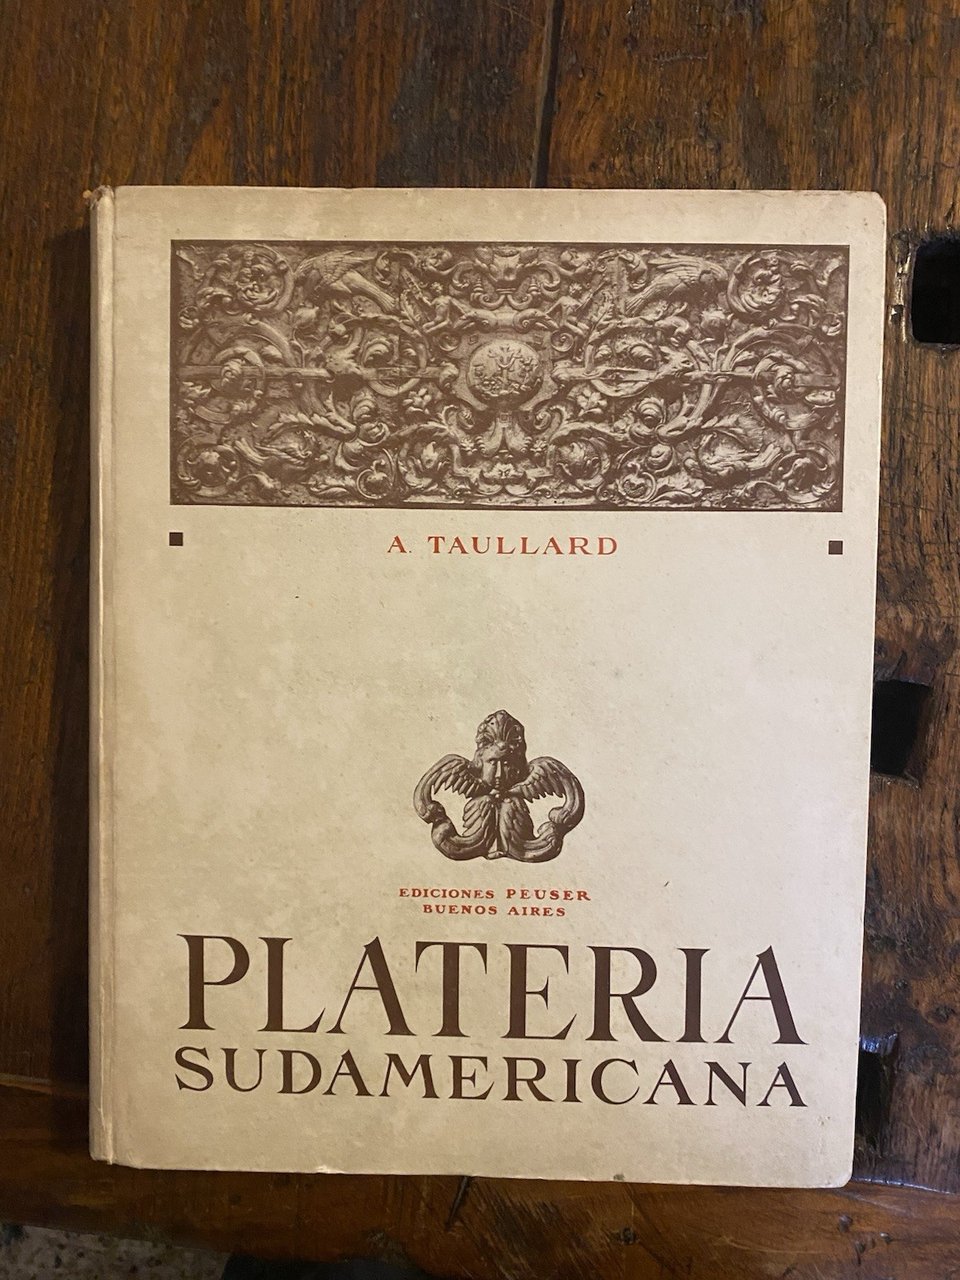 A. TAULLARD
EDICIONES PEUSER
BUENOS AIRES
PLATERIA
SUDAMERICANA